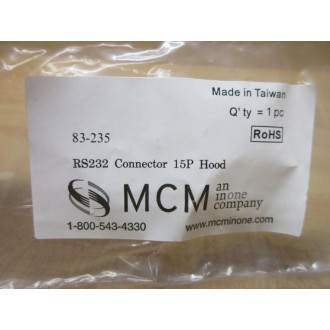 Made in Taiwan
Q'ty = 1 pc
83-235
RoHS
RS232 Connector 15P Hood
MCM
an
inone
company
1-800-543-4330
www.mcminone.com